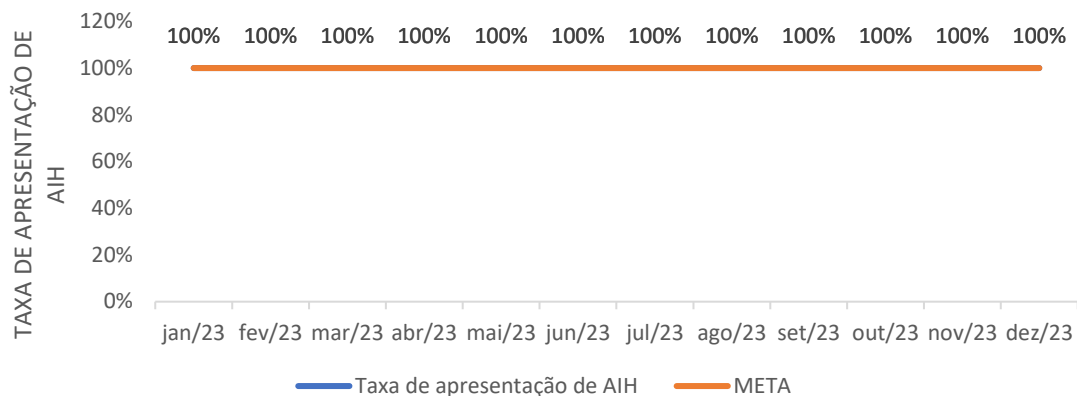 TAXA DE APRESENTAÇÃO DE
AIH
120%
100%
80%
60%
40%
20%
0%
100% 100% 100% 100% 100% 100% 100% 100% 100% 100% 100% 100%
jan/23 fev/23 mar/23 abr/23 mai/23 jun/23 jul/23 ago/23 set/23 out/23 nov/23 dez/23
Taxa de apresentação de AIH META